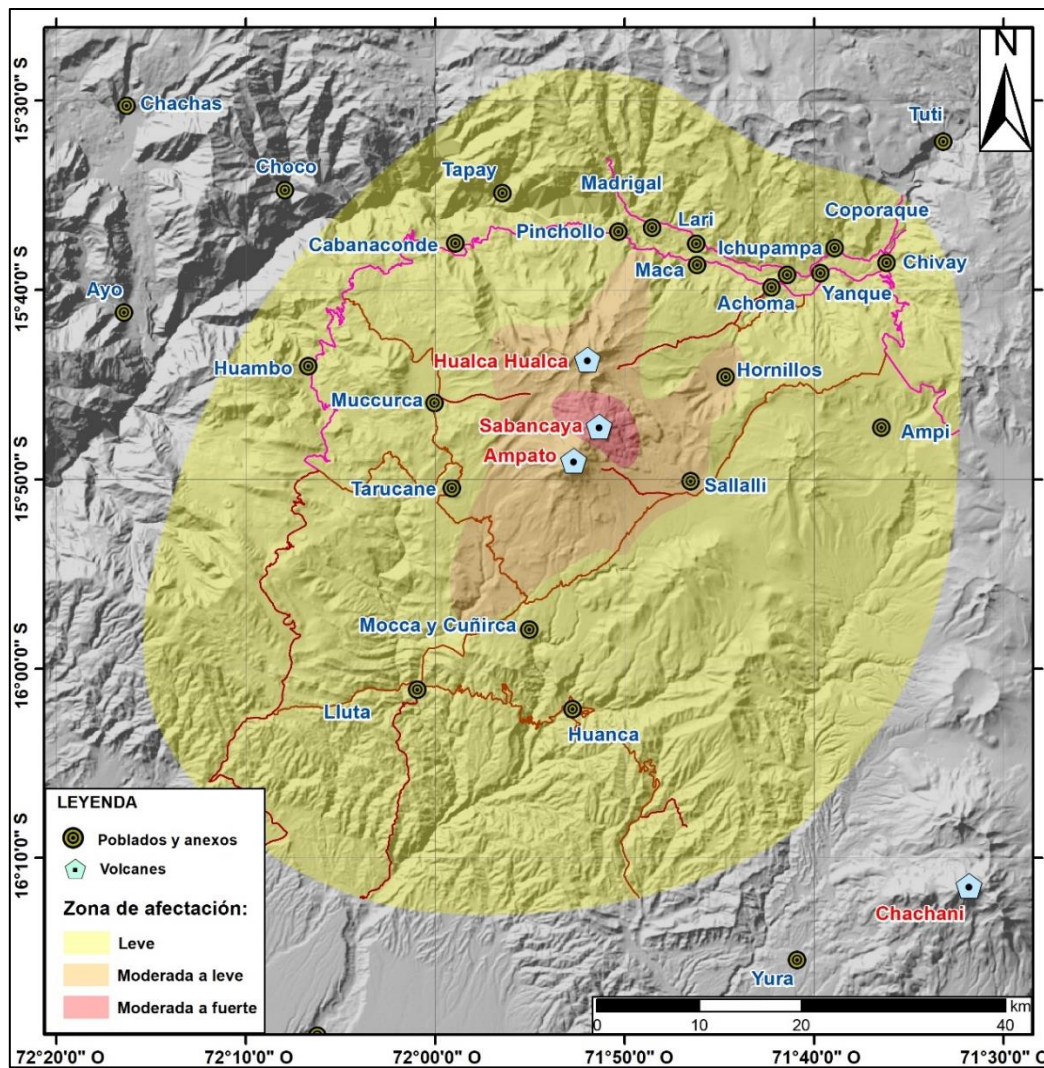 N
Chachas
Tuti
Choco
Tapay
Madrigal
Lari
Coporaque
Cabanaconde
Pinchollo
Ichupampa
Chivay
Maca
Yanque
Achoma
Ayo
Huambo
Hualca Hualca
Hornillos
Muccurca
Sabancaya
Ampato
Ampi
Tarucane
Sallalli
Mocca y Cuñirca
Lluta
Huanca
Chachani
Yura
15°30'0" S
15°40'0" S
15°50'0" S
16°00'0" S
16°10'0" S
LEYENDA
Poblados y anexos
Volcanes
Zona de afectación:
Leve
Moderada a leve
Moderada a fuerte
km
0 10 20 40
72°20'0" O 72°10'0" O 72°00'0" O 71°50'0" O 71°40'0" O 71°30'0" O